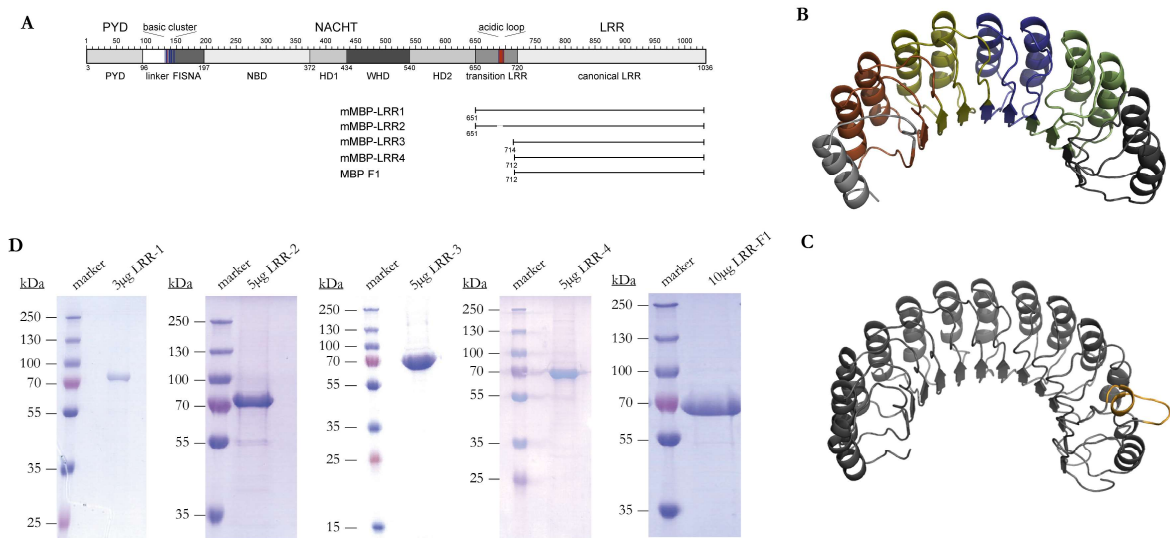 A
PYD basic cluster NACHT acidic loop LRR
1 50 100 150 200 250 300 350 400 450 500 550 600 650 700 750 800 850 900 950 1000
3 96 197 372 434 540 650 720 1036
PYD linker FISNA NBD HD1 WHD HD2 transition LRR canonical LRR
mMBP-LRR1
651
mMBP-LRR2
651
mMBP-LRR3
714
mMBP-LRR4
712
MBP F1
712
B
C
D
kDa marker 3µg LRR-1
250
130
100
70
55
35
25
kDa marker 5µg LRR-2
250
130
100
70
55
35
kDa marker 5µg LRR-3
250
130
100
70
55
35
25
15
kDa marker 5µg LRR-4
250
130
100
70
55
35
25
kDa marker 10µg LRR-F1
250
130
100
70
55
35